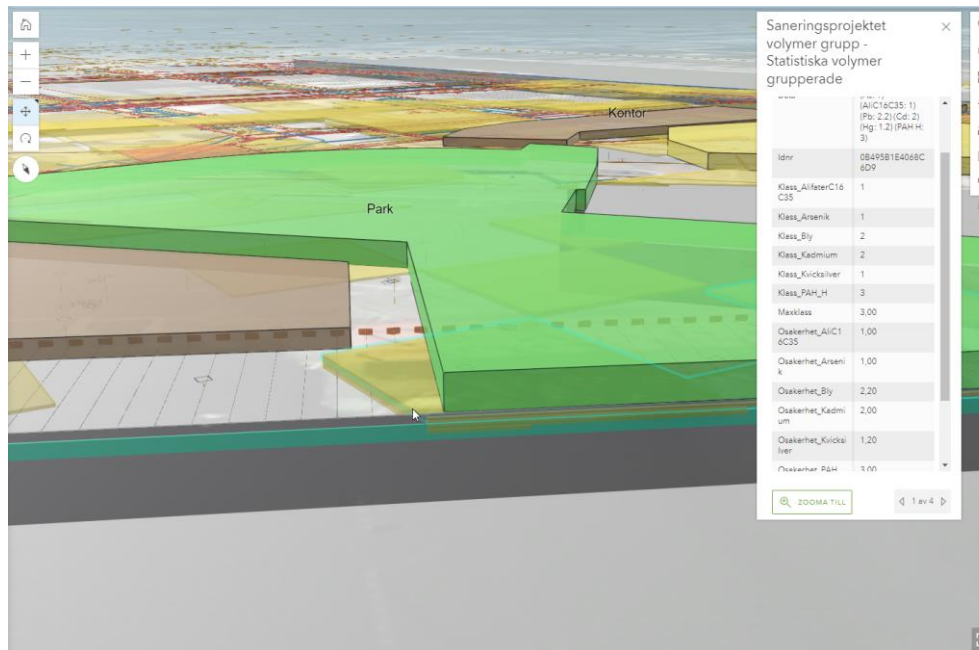 Kontor
Park
Saneringsprojektet
volymer grupp -
Statistiska volymer
grupperade
(AliC16C35: 1)
(Pb: 2.2) (Cd: 2)
(Hg: 1.2) (PAH H:
3)
Idnr 0B495B1E4068C
6D9
Klass_AlifaterC16
C35 1
Klass_Arsenik 1
Klass_Bly 2
Klass_Kadmium 2
Klass_Kvicksilver 1
Klass_PAH_H 3
Maxklass 3,00
Osakerhet_AliC1
6C35 1,00
Osakerhet_Arseni
k 1,00
Osakerhet_Bly 2,20
Osakerhet_Kadmi
um 2,00
Osakerhet_Kvicksi
lver 1,20
Osakerhet_PAH 3,00
ZOOMA TILL
1 av 4